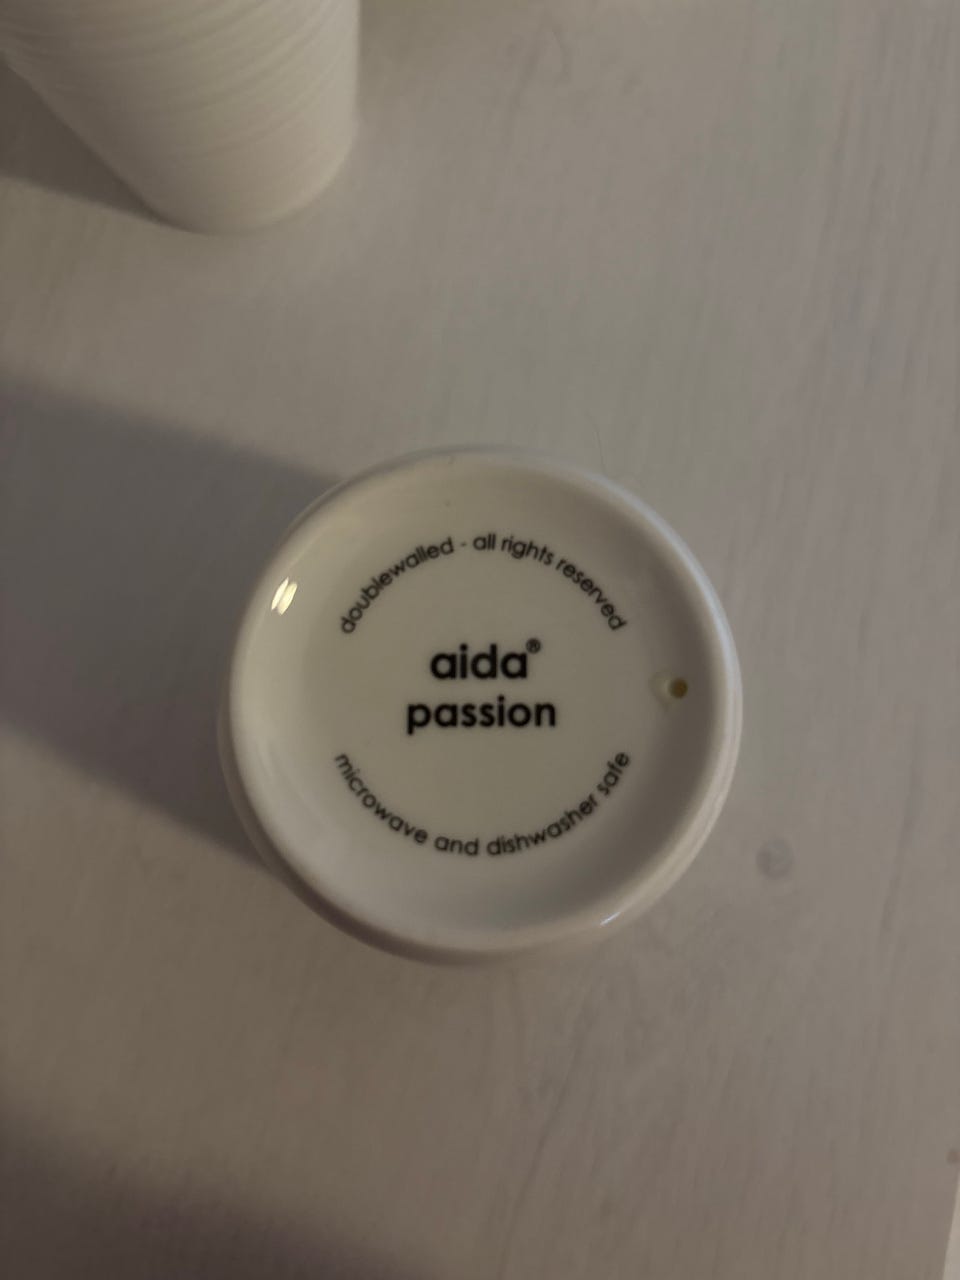 doublewalled - all rights reserved
aida®
passion
microwave and dishwasher safe